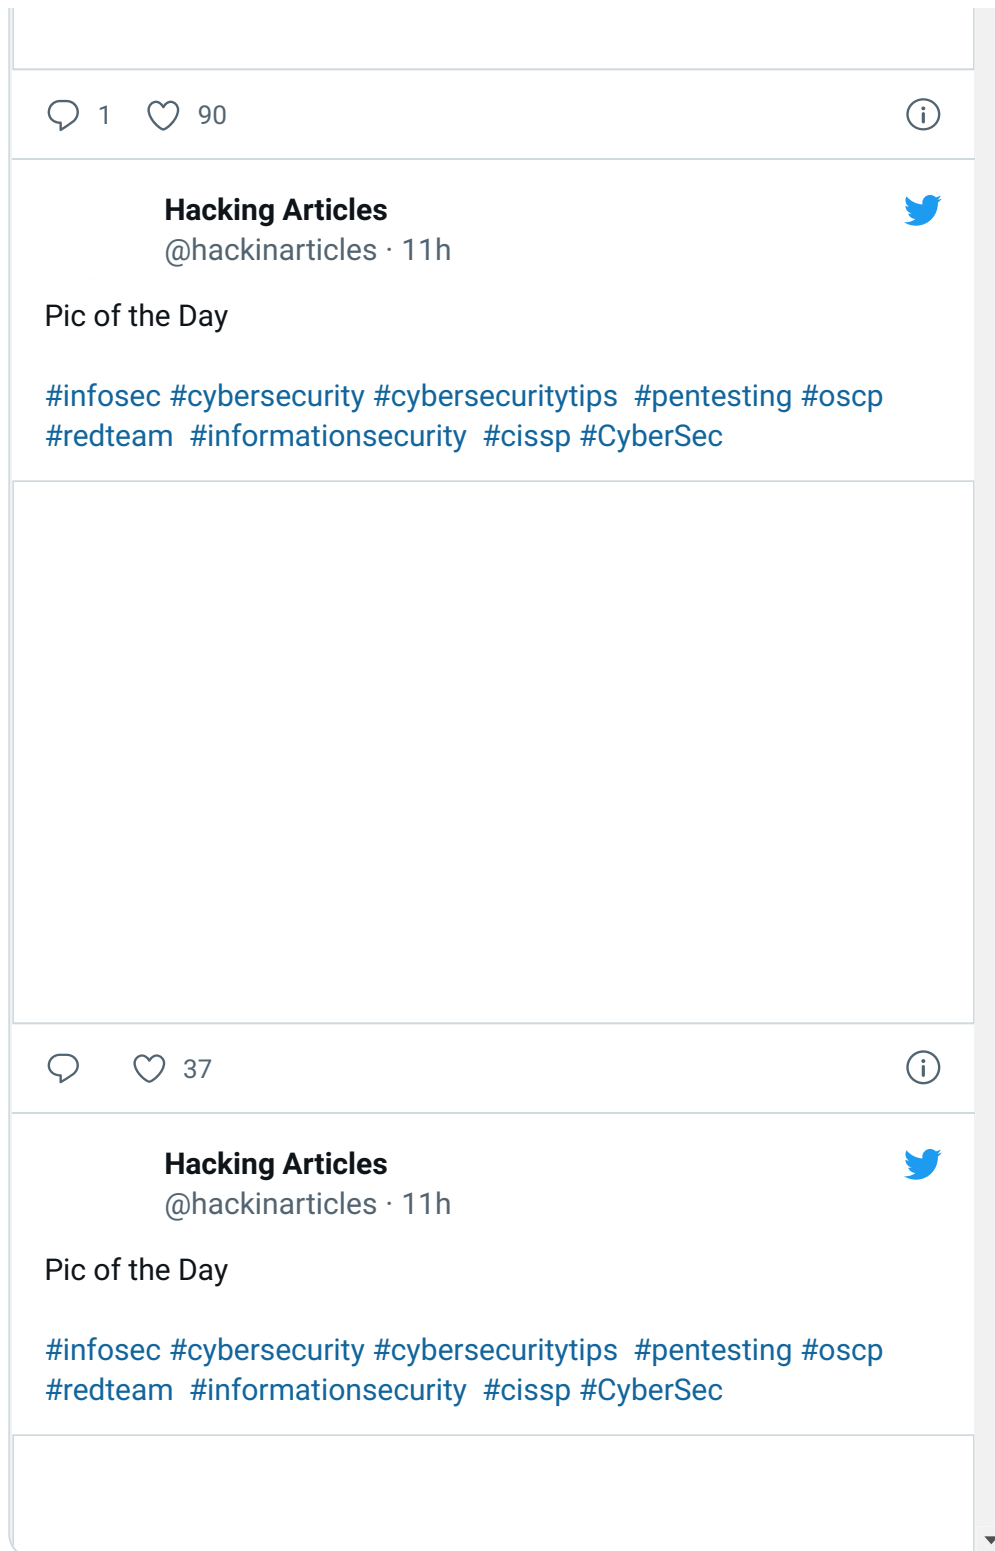 1 90
Hacking Articles
@hackinarticles · 11h
Pic of the Day
#infosec #cybersecurity #cybersecuritytips #pentesting #oscp
#redteam #informationsecurity #cissp #CyberSec
37
Hacking Articles
@hackinarticles · 11h
Pic of the Day
#infosec #cybersecurity #cybersecuritytips #pentesting #oscp
#redteam #informationsecurity #cissp #CyberSec